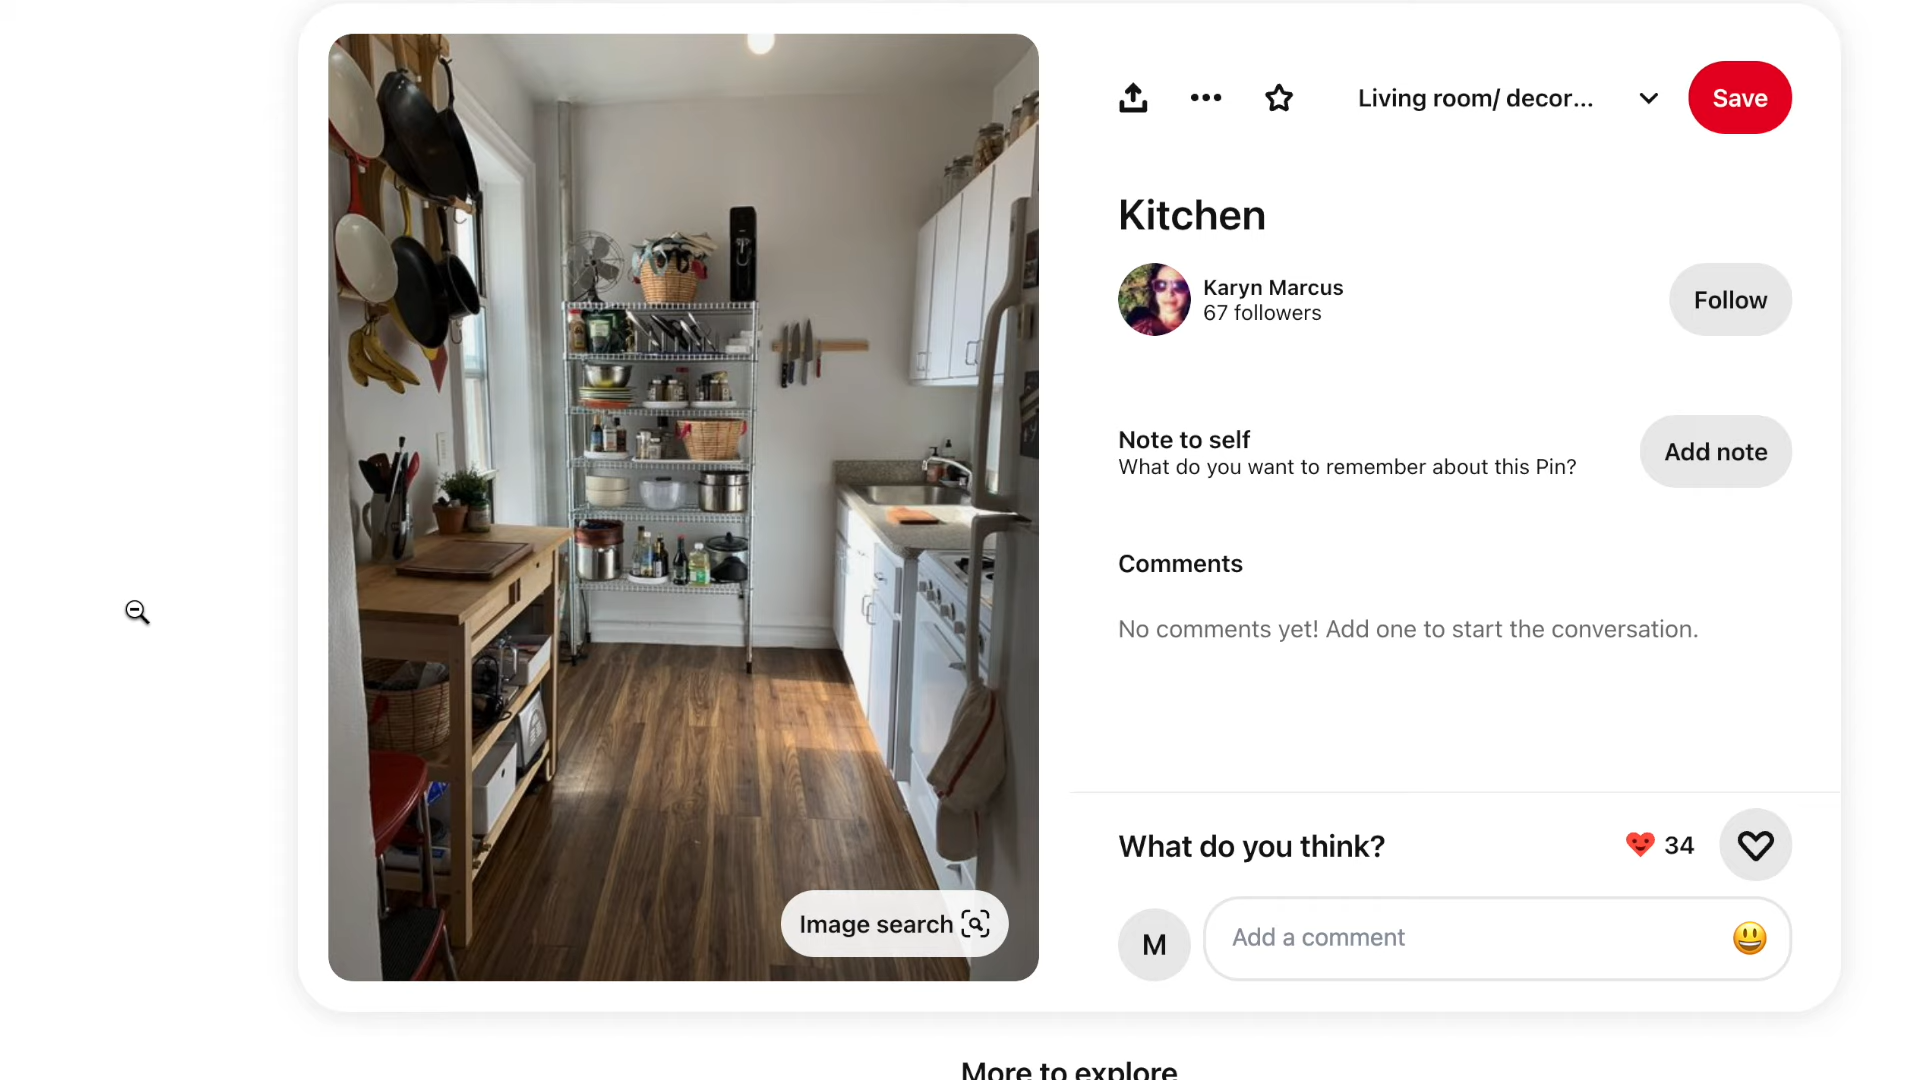 Living room/ decor...
Save
Kitchen
Karyn Marcus
67 followers
Follow
Note to self
What do you want to remember about this Pin?
Add note
Comments
No comments yet! Add one to start the conversation.
Image search
What do you think?
34
M
Add a comment
More to explore